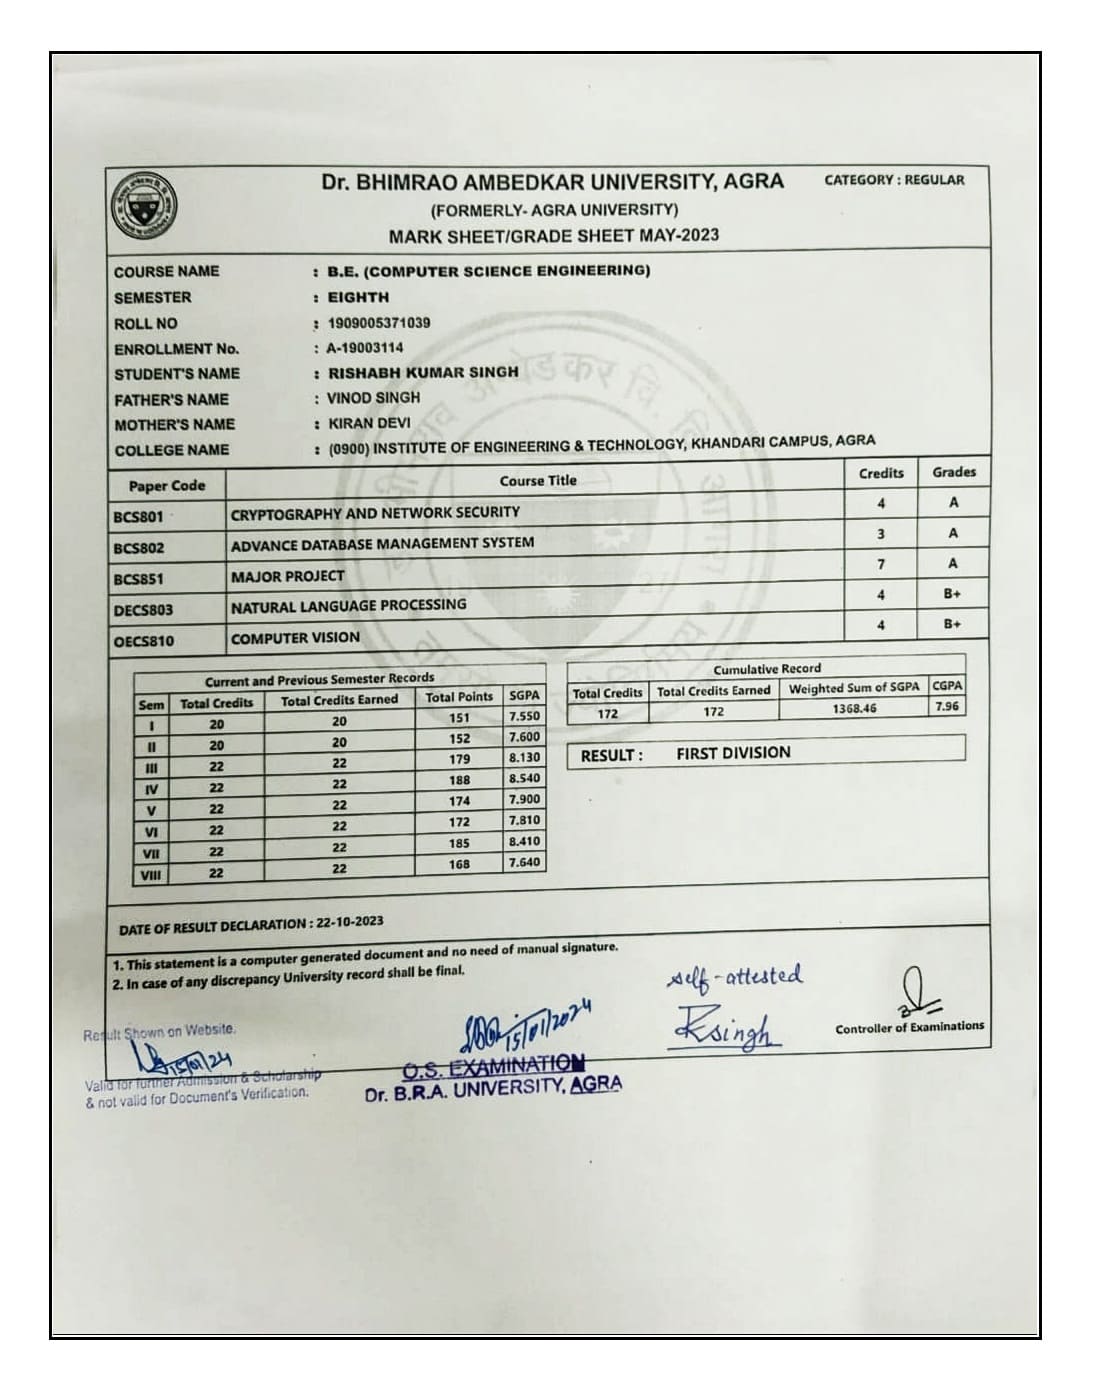 Dr. BHIMRAO AMBEDKAR UNIVERSITY, AGRA CATEGORY : REGULAR
(FORMERLY- AGRA UNIVERSITY)
MARK SHEET/GRADE SHEET MAY-2023
COURSE NAME : B.E. (COMPUTER SCIENCE ENGINEERING)
SEMESTER : EIGHTH
ROLL NO : 1909005371039
ENROLLMENT No. : A-19003114
STUDENT'S NAME : RISHABH KUMAR SINGH
FATHER'S NAME : VINOD SINGH
MOTHER'S NAME : KIRAN DEVI
COLLEGE NAME : (0900) INSTITUTE OF ENGINEERING & TECHNOLOGY, KHANDARI CAMPUS, AGRA
Paper Code Course Title Credits Grades
BCS801 CRYPTOGRAPHY AND NETWORK SECURITY 4 A
BCS802 ADVANCE DATABASE MANAGEMENT SYSTEM 3 A
BCS851 MAJOR PROJECT 7 A
DECS803 NATURAL LANGUAGE PROCESSING 4 B+
OECS810 COMPUTER VISION 4 B+
Current and Previous Semester Records
Sem Total Credits Total Credits Earned Total Points SGPA
I 20 20 151 7.550
II 20 20 152 7.600
III 22 22 179 8.130
IV 22 22 188 8.540
V 22 22 174 7.900
VI 22 22 172 7.810
VII 22 22 185 8.410
VIII 22 22 168 7.640
Cumulative Record
Total Credits Total Credits Earned Weighted Sum of SGPA CGPA
172 172 1368.46 7.96
RESULT : FIRST DIVISION
DATE OF RESULT DECLARATION : 22-10-2023
1. This statement is a computer generated document and no need of manual signature.
2. In case of any discrepancy University record shall be final.
self-attested
RKsingh
Controller of Examinations
Result Shown on Website.
15/01/24
Valid for further Admission & Scholarship
& not valid for Document's Verification.
15/01/2024
O.S. EXAMINATION
Dr. B.R.A. UNIVERSITY, AGRA